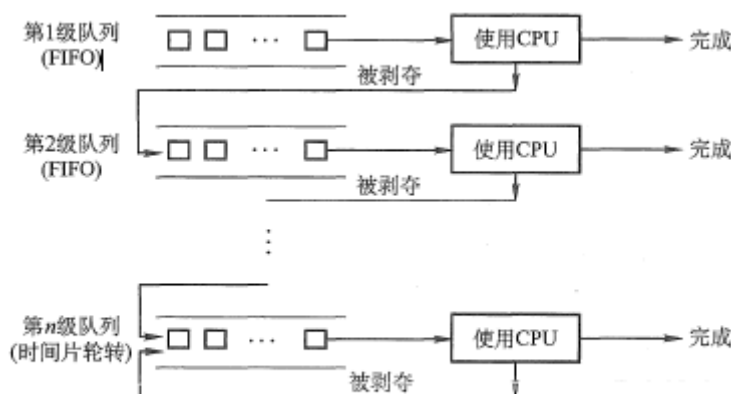 第1级队列
(FIFO)
··· 使用CPU 完成
被剥夺
第2级队列
(FIFO)
··· 使用CPU 完成
被剥夺
⋮
第n级队列
(时间片轮转)
··· 使用CPU 完成
被剥夺